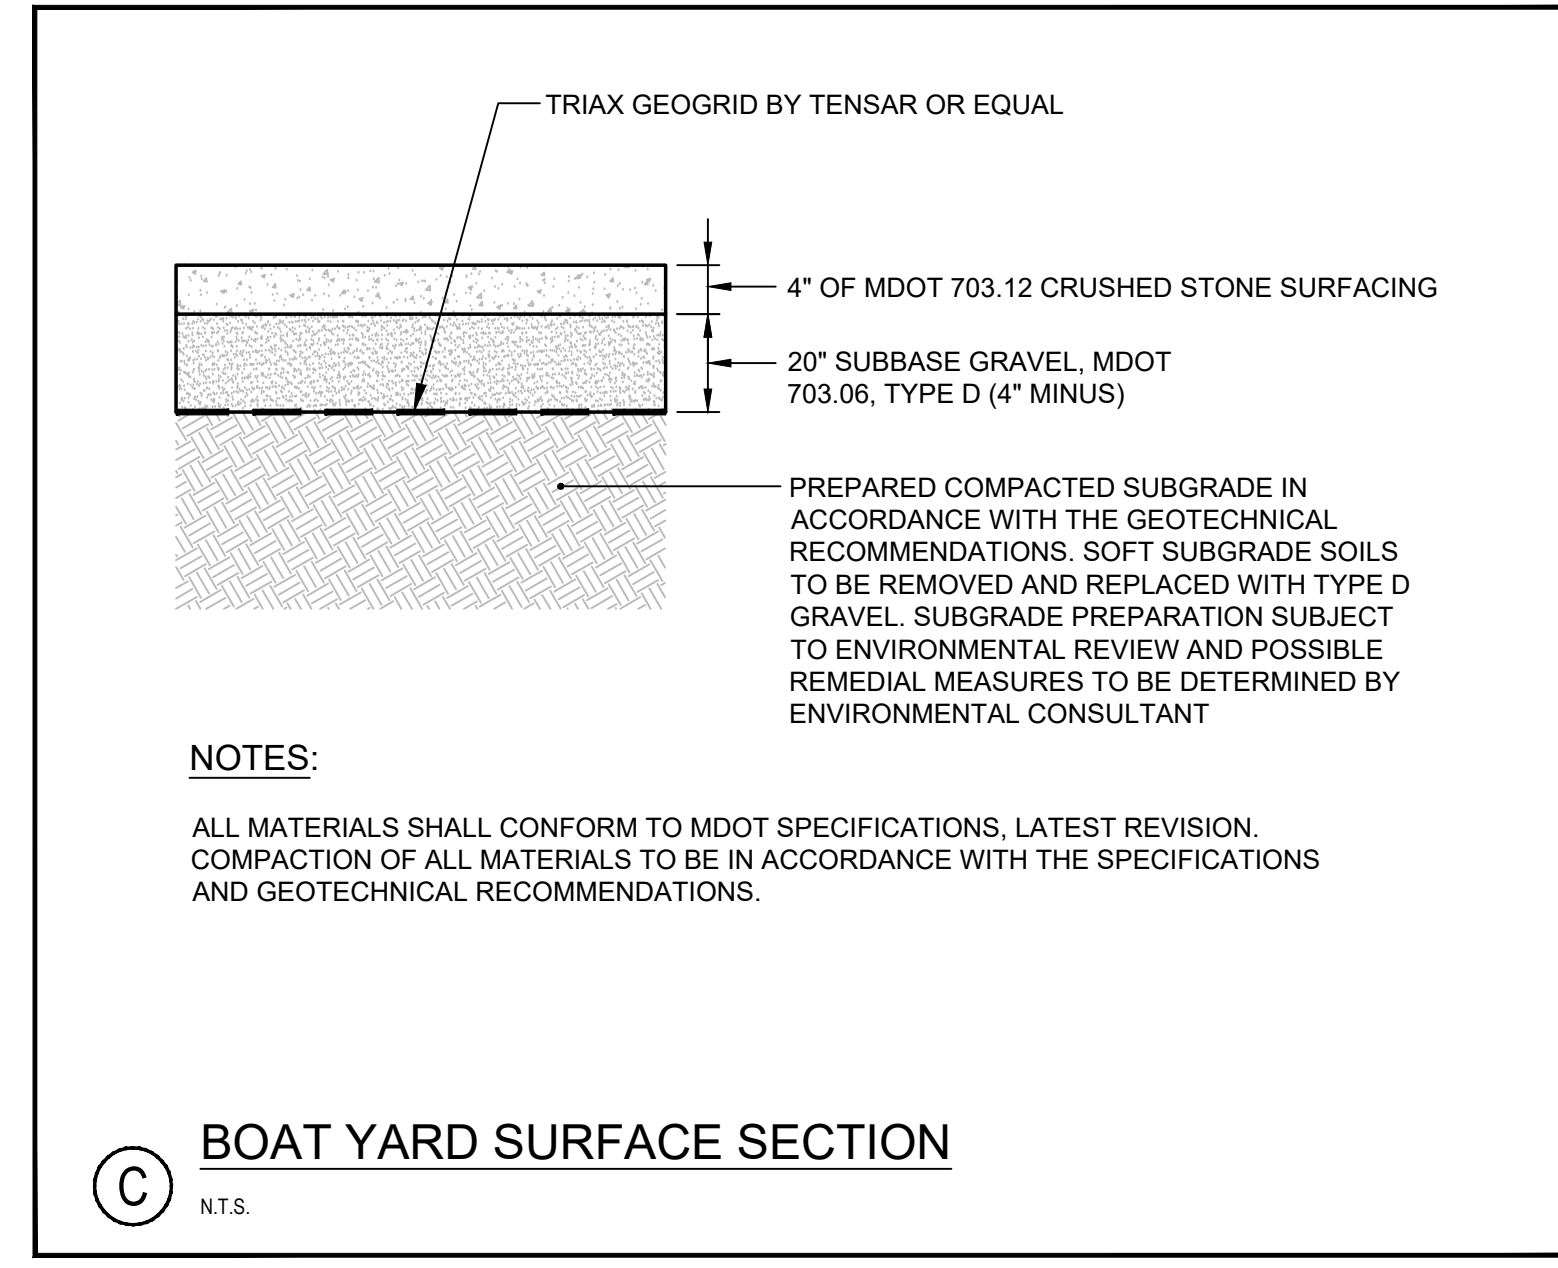 TRIAX GEOGRID BY TENSAR OR EQUAL
4" OF MDOT 703.12 CRUSHED STONE SURFACING
20" SUBBASE GRAVEL, MDOT
703.06, TYPE D (4" MINUS)
PREPARED COMPACTED SUBGRADE IN
ACCORDANCE WITH THE GEOTECHNICAL
RECOMMENDATIONS. SOFT SUBGRADE SOILS
TO BE REMOVED AND REPLACED WITH TYPE D
GRAVEL. SUBGRADE PREPARATION SUBJECT
TO ENVIRONMENTAL REVIEW AND POSSIBLE
REMEDIAL MEASURES TO BE DETERMINED BY
ENVIRONMENTAL CONSULTANT
NOTES:
ALL MATERIALS SHALL CONFORM TO MDOT SPECIFICATIONS, LATEST REVISION.
COMPACTION OF ALL MATERIALS TO BE IN ACCORDANCE WITH THE SPECIFICATIONS
AND GEOTECHNICAL RECOMMENDATIONS.
C
BOAT YARD SURFACE SECTION
N.T.S.